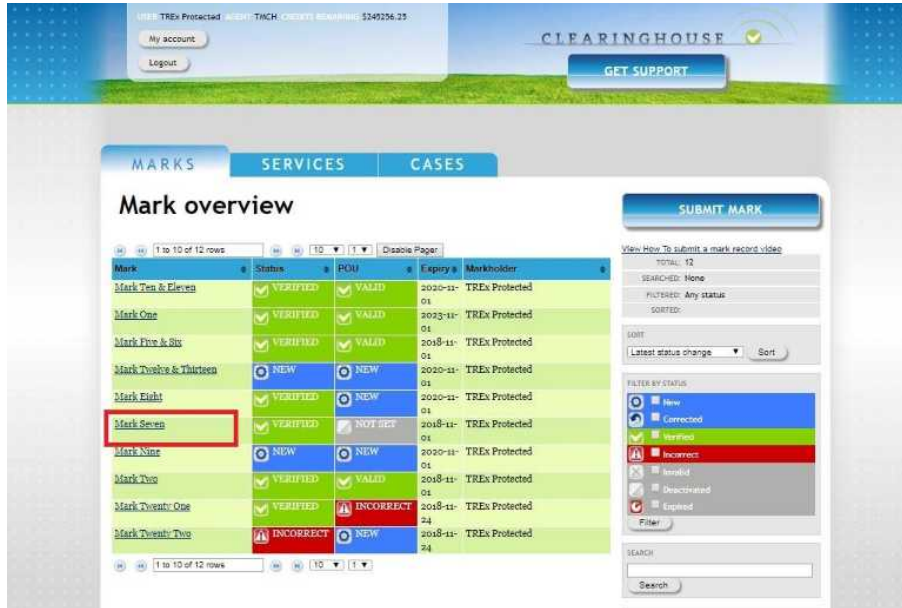 USER TREx Protected AGENT TMCH CREDITS REMAINING $245256.25
My account
Logout
CLEARINGHOUSE
GET SUPPORT
MARKS SERVICES CASES
Mark overview
SUBMIT MARK
1 to 10 of 12 rows 10 1 Disable Pager
View How To submit a mark record video
Mark Status POU Expiry Markholder
Mark Ten & Eleven VERIFIED VALID 2020-11-01 TREx Protected
Mark One VERIFIED VALID 2023-11-01 TREx Protected
Mark Five & Six VERIFIED VALID 2018-11-01 TREx Protected
Mark Twelve & Thirteen NEW NEW 2020-11-01 TREx Protected
Mark Eight VERIFIED NEW 2020-11-01 TREx Protected
Mark Seven VERIFIED NOT SET 2018-11-01 TREx Protected
Mark Nine NEW NEW 2020-11-01 TREx Protected
Mark Two VERIFIED VALID 2018-11-01 TREx Protected
Mark Twenty One VERIFIED INCORRECT 2018-11-24 TREx Protected
Mark Twenty Two INCORRECT NEW 2018-11-24 TREx Protected
1 to 10 of 12 rows 10 1
TOTAL: 12
SEARCHED: None
FILTERED: Any status
SORTED:
SORT
Latest status change Sort
FILTER BY STATUS
New
Corrected
Verified
Incorrect
Invalid
Deactivated
Expired
Filter
SEARCH
Search